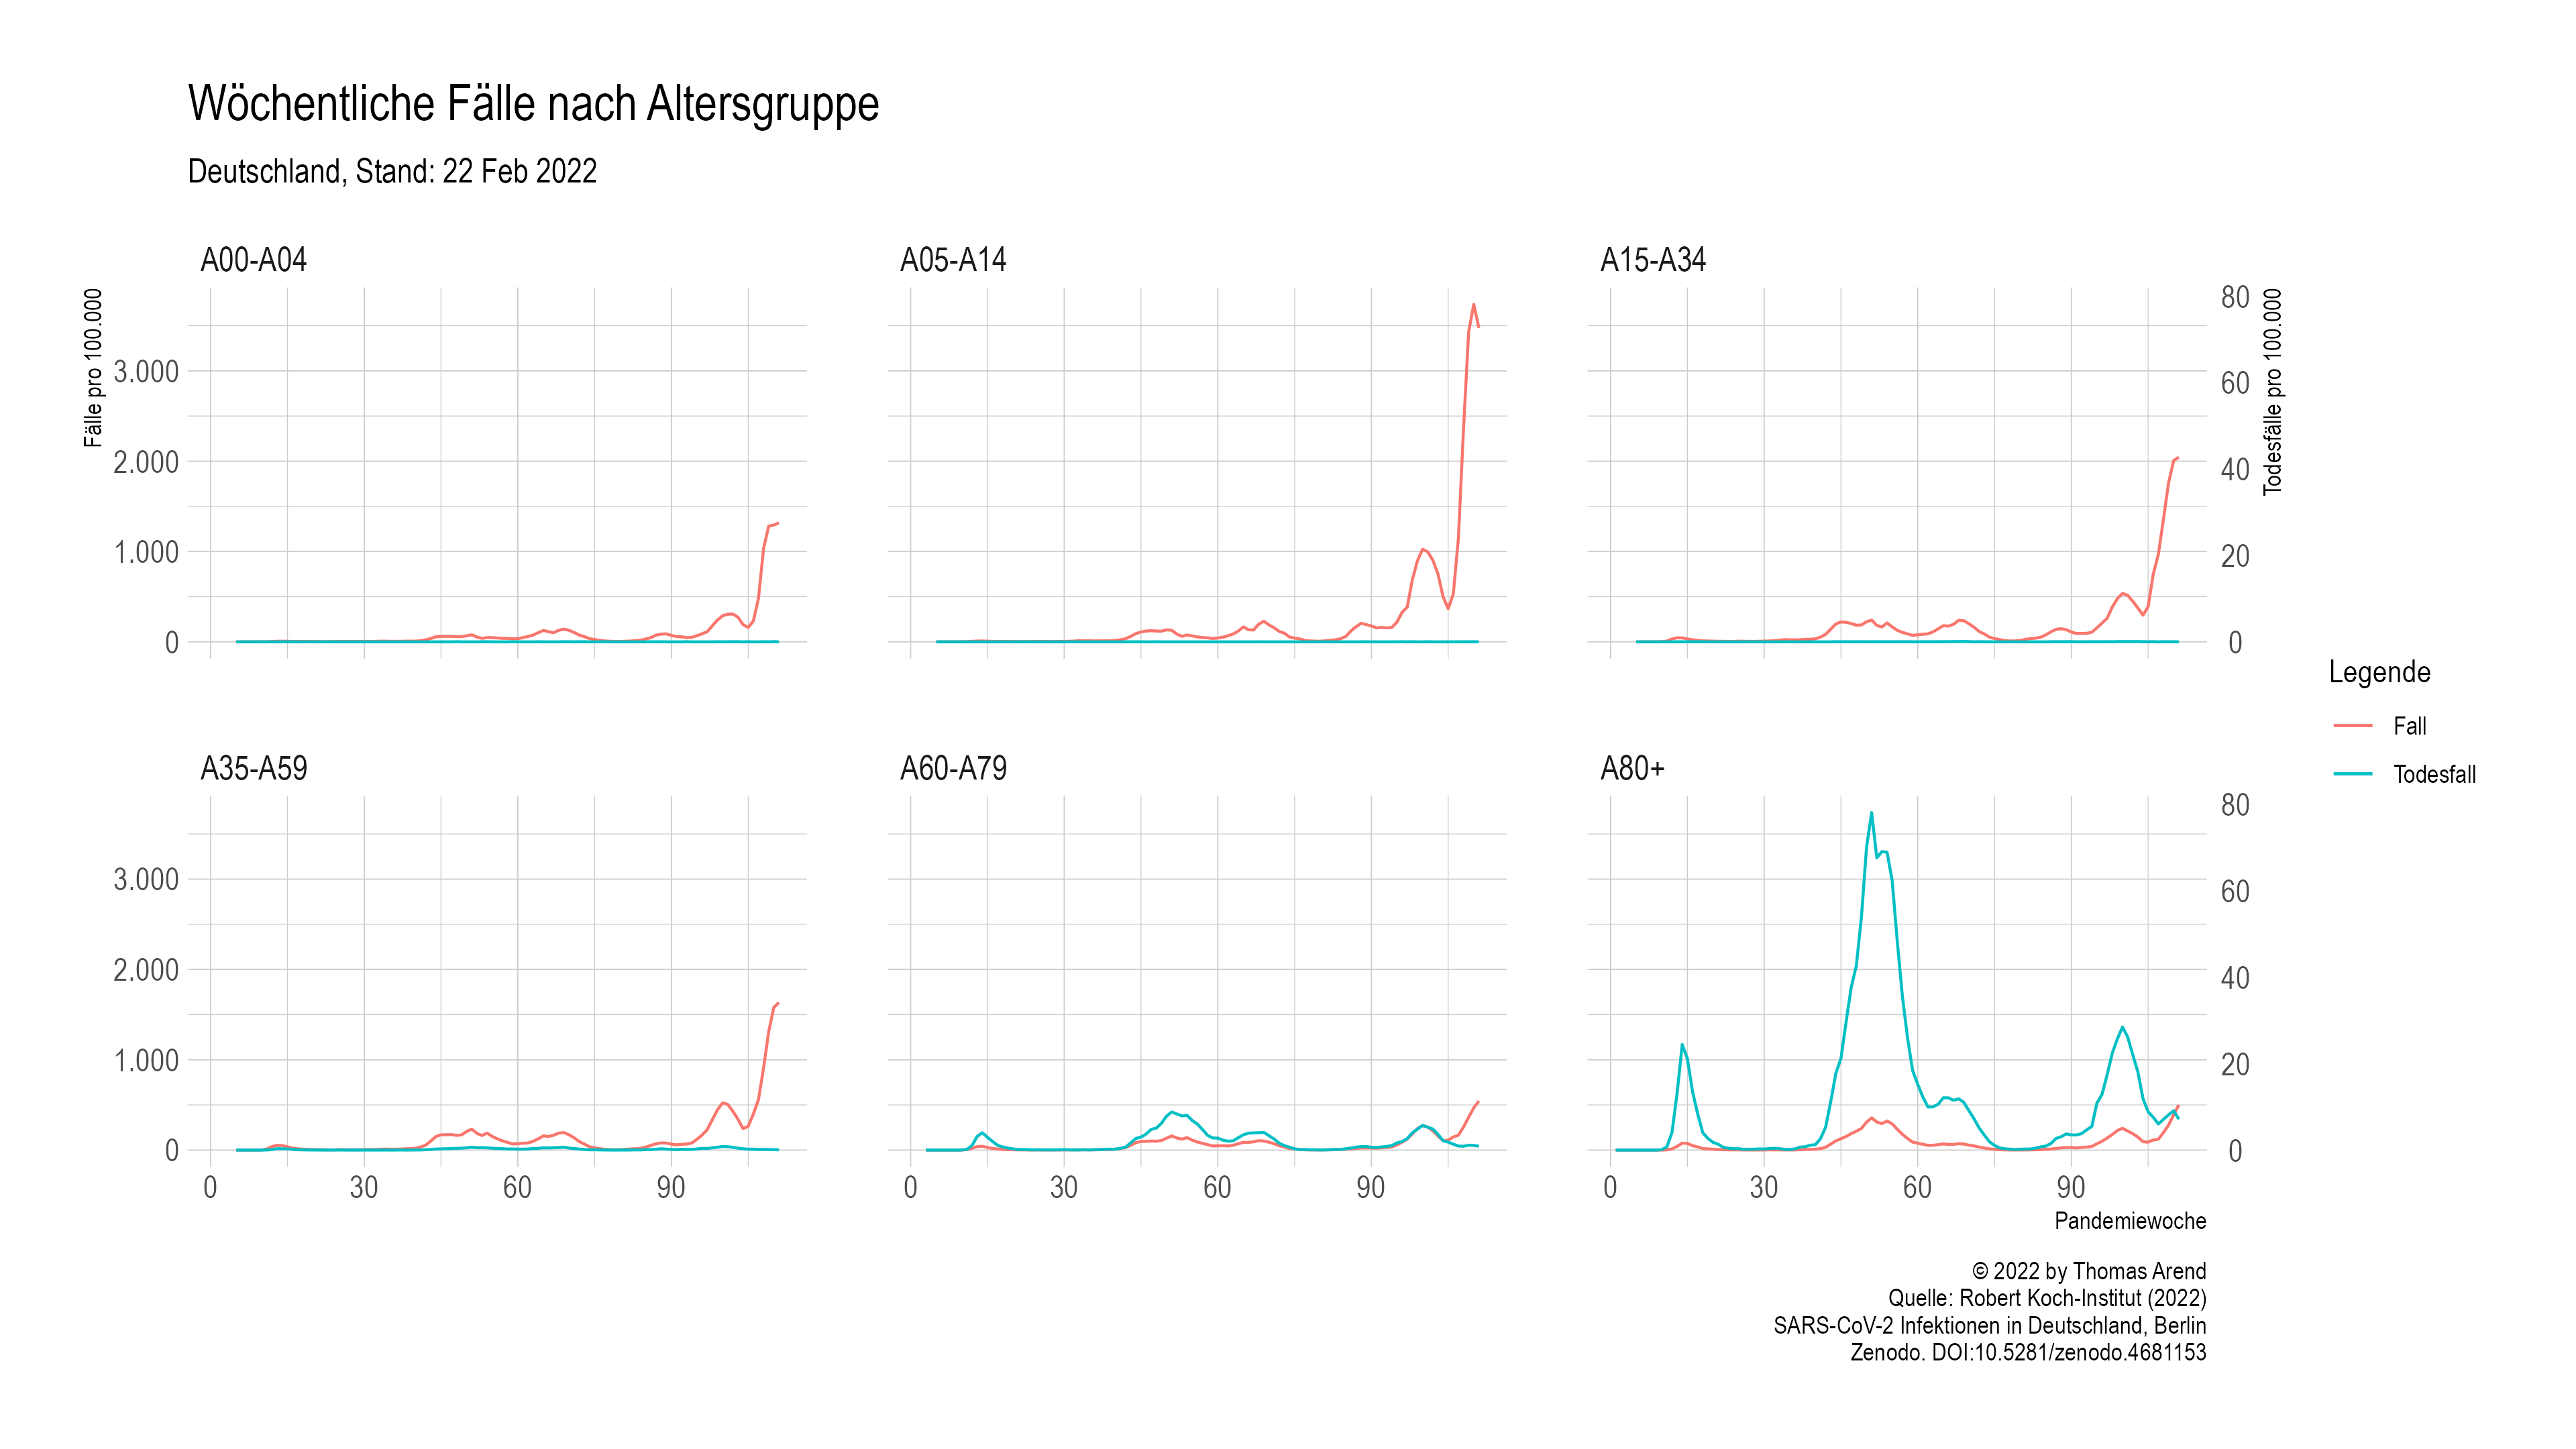 Wöchentliche Fälle nach Altersgruppe
Deutschland, Stand: 22 Feb 2022
A00-A04
A05-A14
A15-A34
Fälle pro 100.000
3.000
2.000
1.000
0
80
60
40
20
0
Todesfälle pro 100.000
Legende
Fall
Todesfall
A35-A59
A60-A79
A80+
3.000
2.000
1.000
0
80
60
40
20
0
0 30 60 90
0 30 60 90
0 30 60 90
Pandemiewoche
© 2022 by Thomas Arend
Quelle: Robert Koch-Institut (2022)
SARS-CoV-2 Infektionen in Deutschland, Berlin
Zenodo. DOI:10.5281/zenodo.4681153